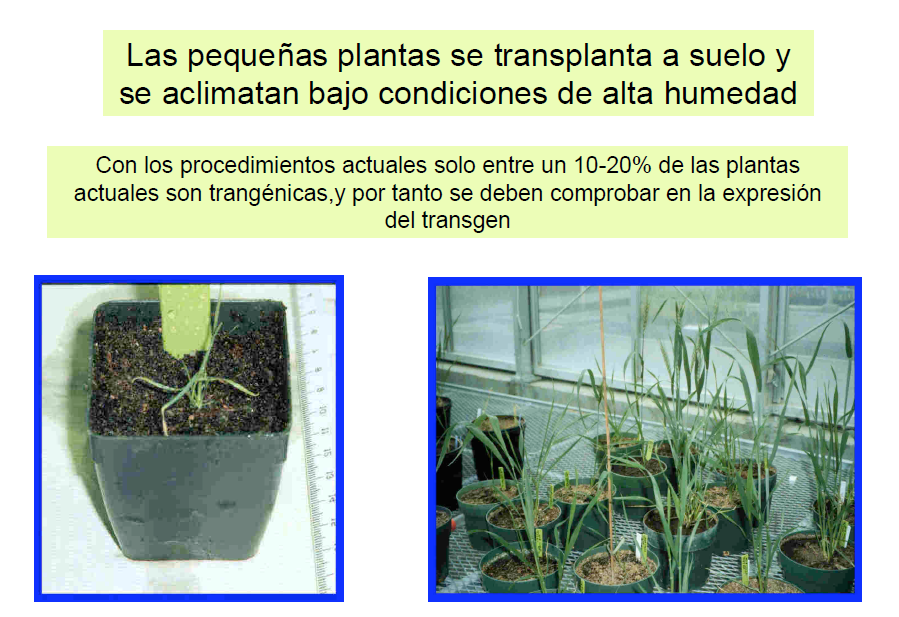 Las pequeñas plantas se transplanta a suelo y
se aclimatan bajo condiciones de alta humedad
Con los procedimientos actuales solo entre un 10-20% de las plantas
actuales son trangénicas,y por tanto se deben comprobar en la expresión
del transgen